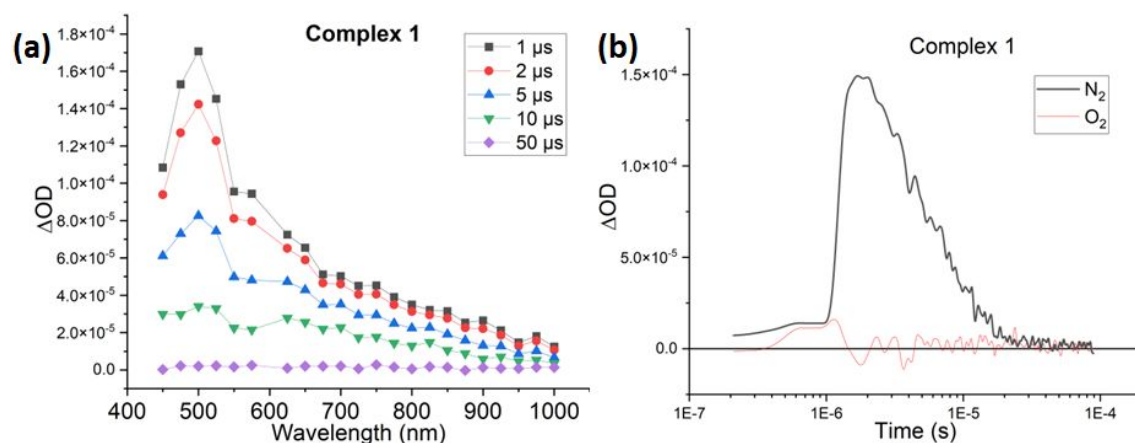 (a)
Complex 1
1 μs
2 μs
5 μs
10 μs
50 μs
1.8×10⁻⁴
1.6×10⁻⁴
1.4×10⁻⁴
1.2×10⁻⁴
1.0×10⁻⁴
8.0×10⁻⁵
6.0×10⁻⁵
4.0×10⁻⁵
2.0×10⁻⁵
0.0
ΔOD
400 500 600 700 800 900 1000
Wavelength (nm)
(b)
Complex 1
N₂
O₂
1.5×10⁻⁴
1.0×10⁻⁴
5.0×10⁻⁵
0.0
ΔOD
1E-7 1E-6 1E-5 1E-4
Time (s)